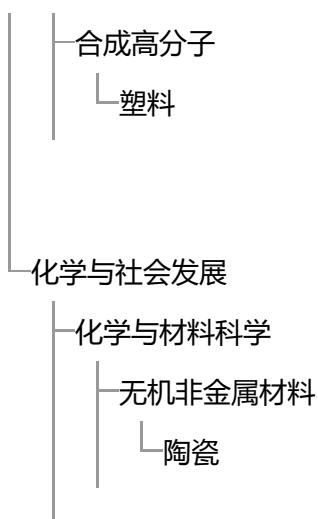 合成高分子
塑料
化学与社会发展
化学与材料科学
无机非金属材料
陶瓷